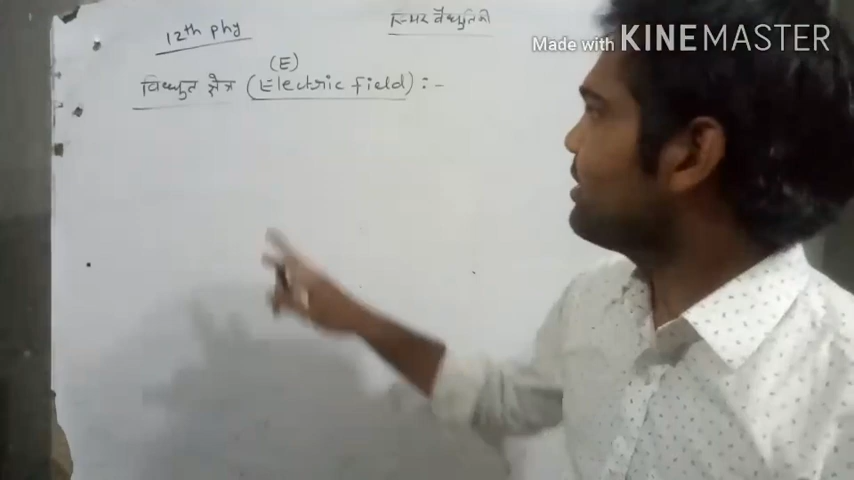 12th phy
स्थिर वैद्युतिकी
Made with KINEMASTER
(E)
विद्युत क्षेत्र (Electric field) :-